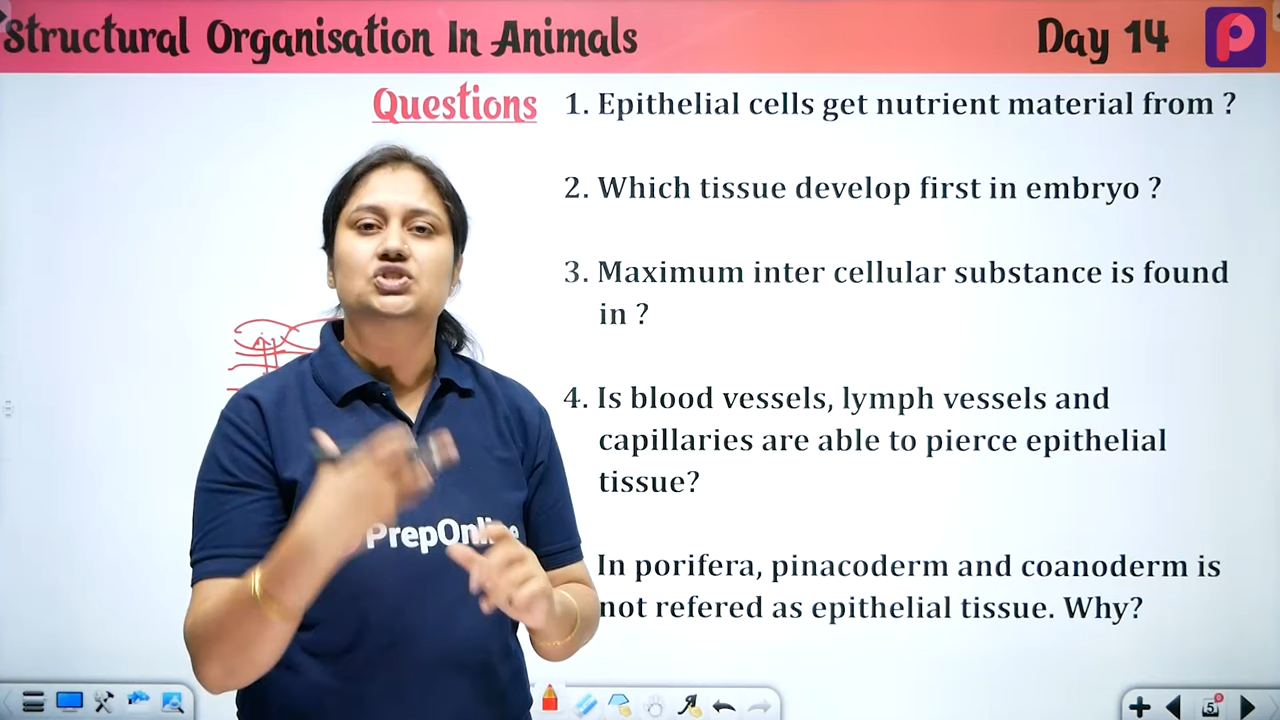 Structural Organisation In Animals
Day 14
Questions
1. Epithelial cells get nutrient material from ?
2. Which tissue develop first in embryo ?
3. Maximum inter cellular substance is found
in ?
4. Is blood vessels, lymph vessels and
capillaries are able to pierce epithelial
tissue?
In porifera, pinacoderm and coanoderm is
not refered as epithelial tissue. Why?
PrepOnline
5